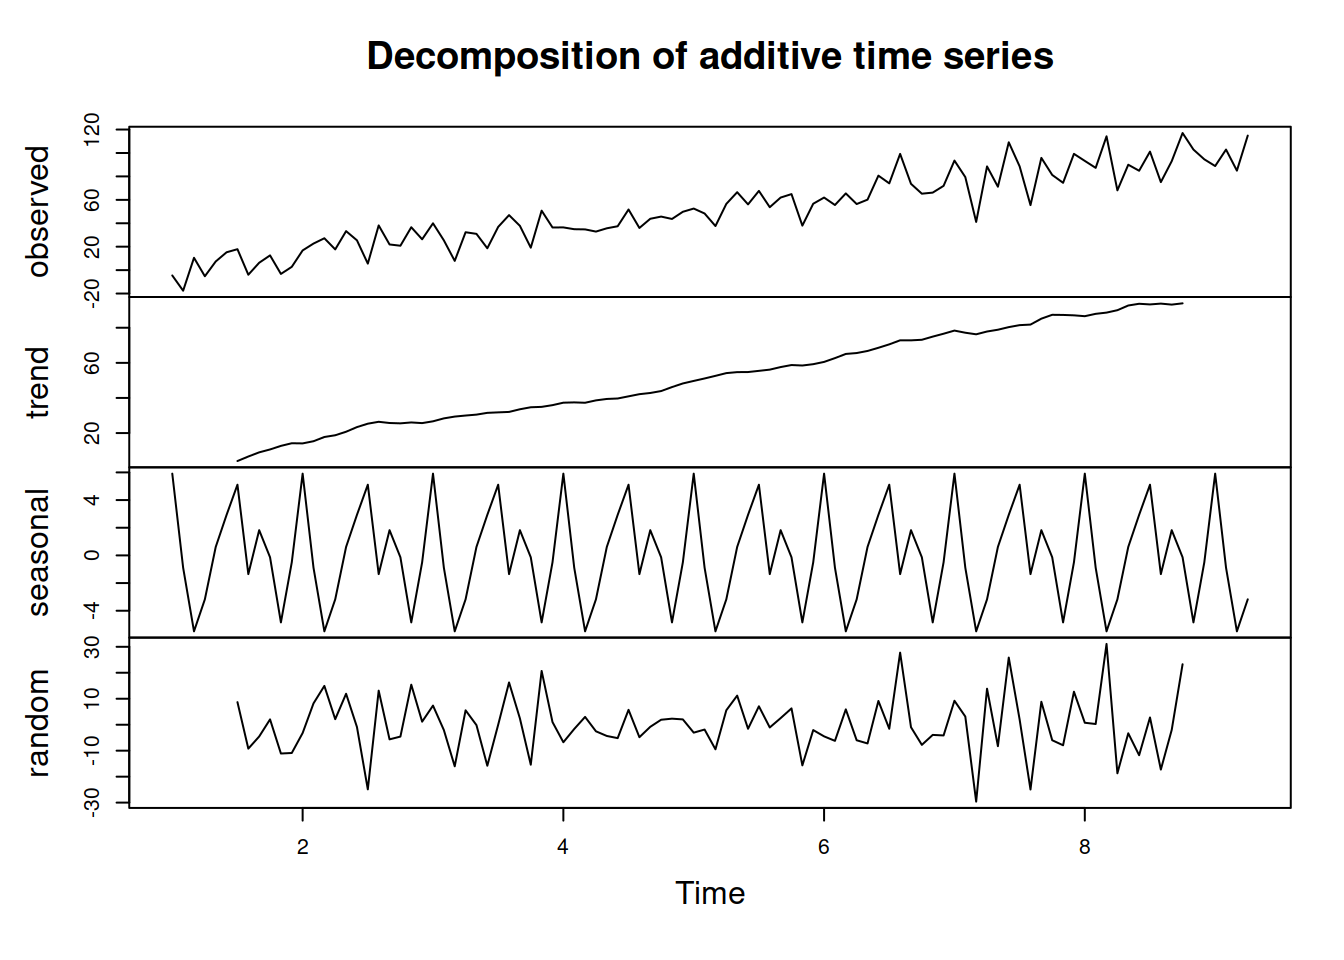 Decomposition of additive time series
observed
-20 20 60 120
trend
20 60
seasonal
-4 0 4
random
-30 -10 10 30
2 4 6 8
Time